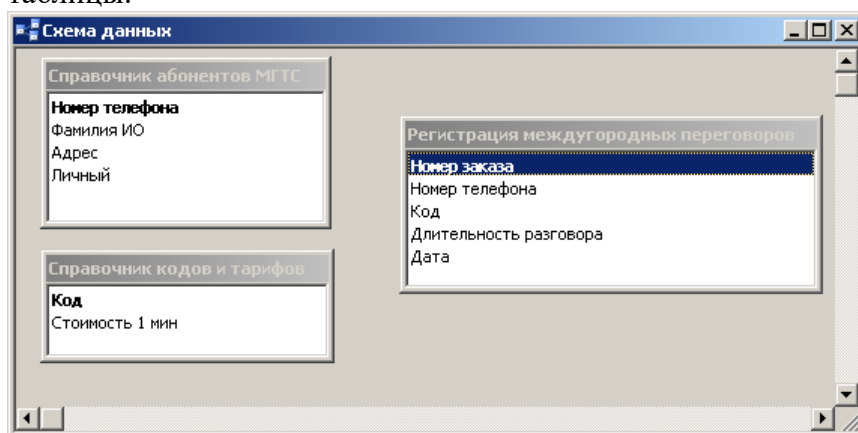 таблицы.
Схема данных
Справочник абонентов МГТС
Номер телефона
Фамилия ИО
Адрес
Личный
Регистрация междугородных переговоров
Номер заказа
Номер телефона
Код
Длительность разговора
Дата
Справочник кодов и тарифов
Код
Стоимость 1 мин